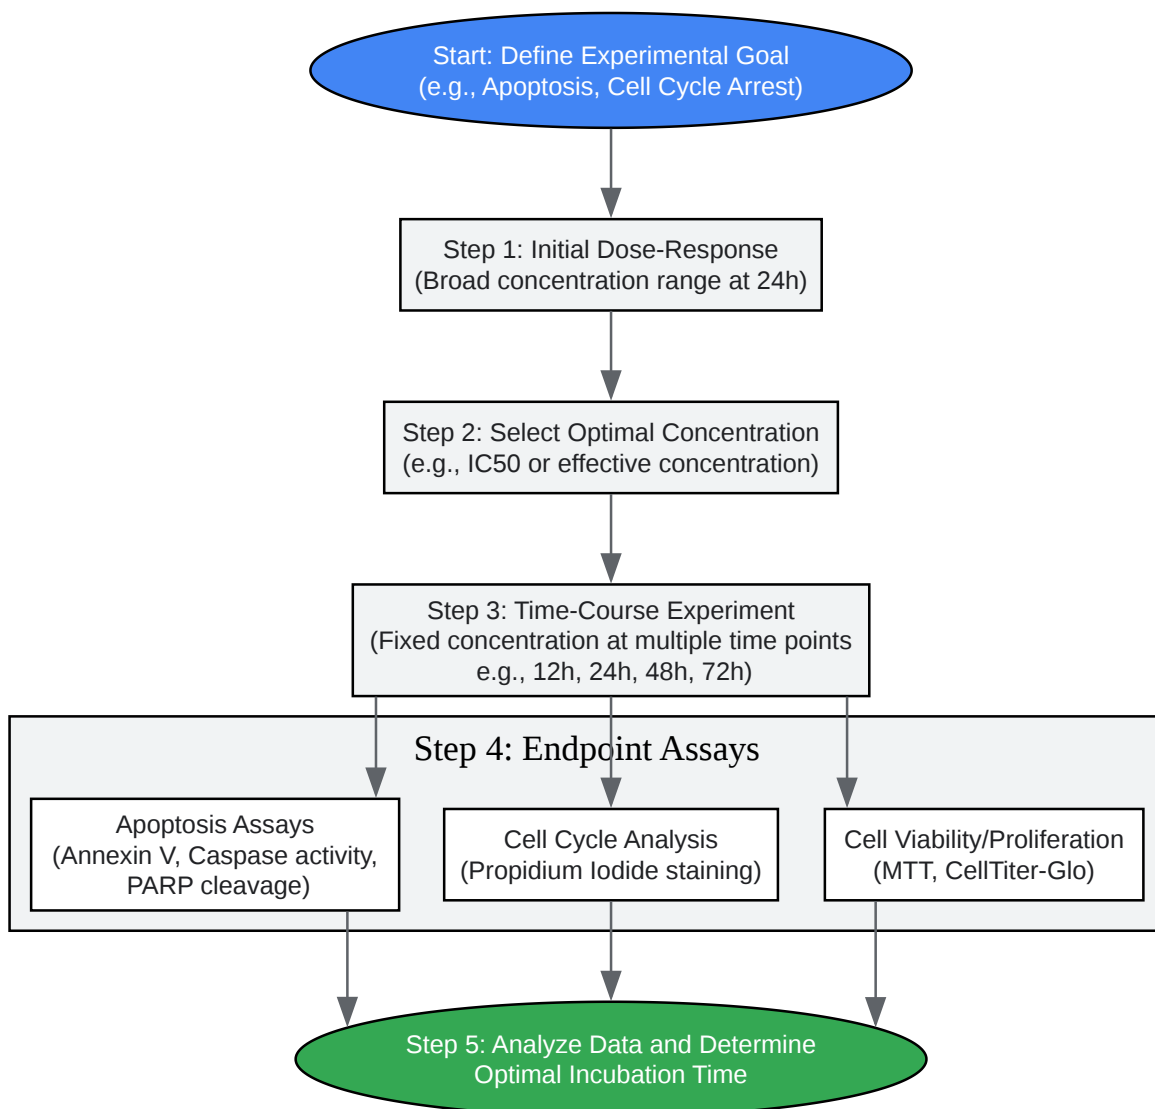 Start: Define Experimental Goal
(e.g., Apoptosis, Cell Cycle Arrest)
Step 1: Initial Dose-Response
(Broad concentration range at 24h)
Step 2: Select Optimal Concentration
(e.g., IC50 or effective concentration)
Step 3: Time-Course Experiment
(Fixed concentration at multiple time points
e.g., 12h, 24h, 48h, 72h)
Step 4: Endpoint Assays
Apoptosis Assays
(Annexin V, Caspase activity,
PARP cleavage)
Cell Cycle Analysis
(Propidium Iodide staining)
Cell Viability/Proliferation
(MTT, CellTiter-Glo)
Step 5: Analyze Data and Determine
Optimal Incubation Time